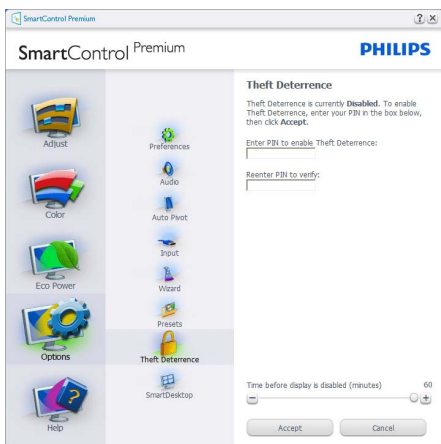 SmartControl Premium
SmartControl Premium
PHILIPS
Adjust
Color
Eco Power
Options
Help
Preferences
Audio
Auto Pivot
Input
Wizard
Presets
Theft Deterrence
SmartDesktop
Theft Deterrence
Theft Deterrence is currently Disabled. To enable
Theft Deterrence, enter your PIN in the box below,
then click Accept.
Enter PIN to enable Theft Deterrence:
Reenter PIN to verify:
Time before display is disabled (minutes) 60
Accept
Cancel